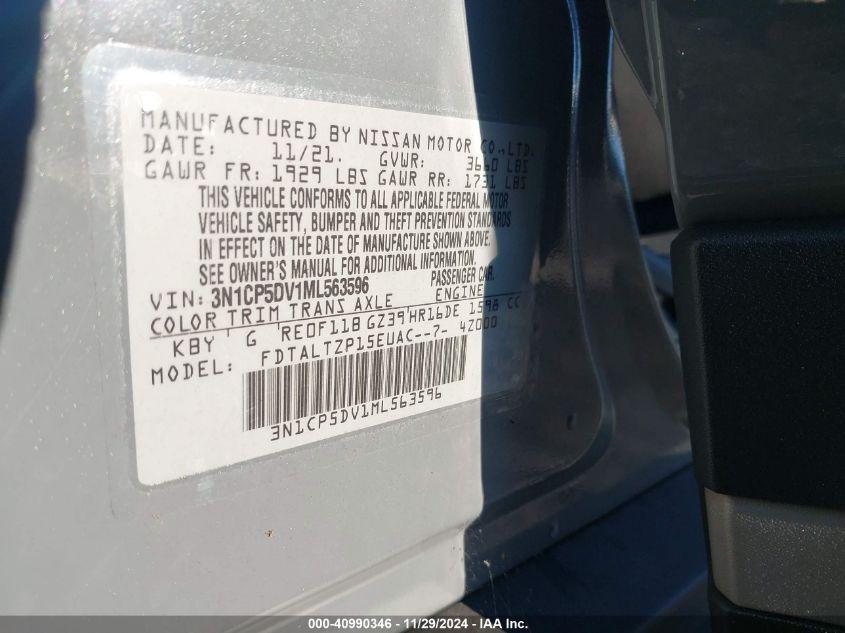 MANUFACTURED BY NISSAN MOTOR CO.,LTD.
DATE: 11/21. GVWR: 3660 LBS
GAWR FR: 1929 LBS GAWR RR: 1731 LBS
THIS VEHICLE CONFORMS TO ALL APPLICABLE FEDERAL MOTOR
VEHICLE SAFETY, BUMPER AND THEFT PREVENTION STANDARDS
IN EFFECT ON THE DATE OF MANUFACTURE SHOWN ABOVE.
SEE OWNER'S MANUAL FOR ADDITIONAL INFORMATION.
VIN: 3N1CP5DV1ML563596 PASSENGER CAR.
COLOR TRIM TRANS AXLE ENGINE
KBY G RE0F11B GZ39 HR16DE 1598 CC
MODEL: FDTALTZP15EUAC--7- 4Z000
3N1CP5DV1ML563596
000-40990346 - 11/29/2024 - IAA Inc.